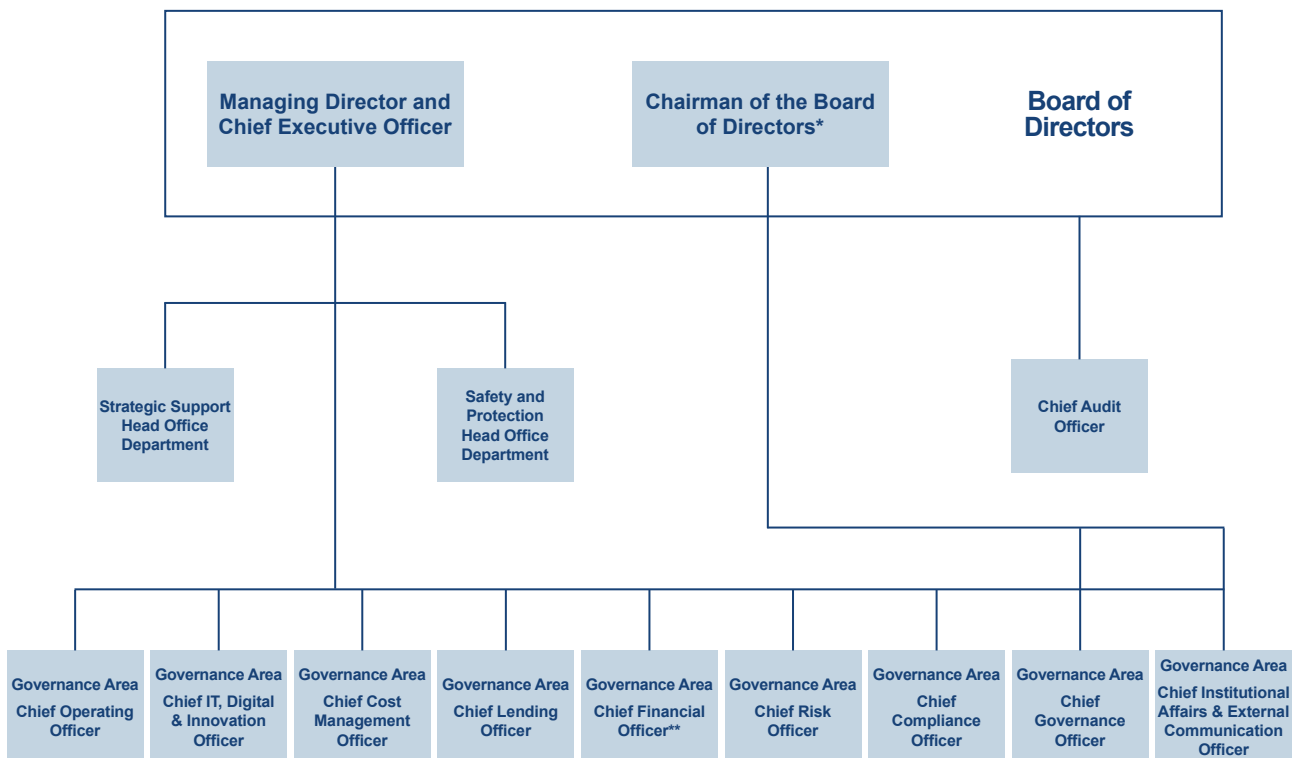 Managing Director and
Chief Executive Officer
Chairman of the Board
of Directors*
Board of
Directors
Strategic Support
Head Office
Department
Safety and
Protection
Head Office
Department
Chief Audit
Officer
Governance Area
Chief Operating
Officer
Governance Area
Chief IT, Digital
& Innovation
Officer
Governance Area
Chief Cost
Management
Officer
Governance Area
Chief Lending
Officer
Governance Area
Chief Financial
Officer**
Governance Area
Chief Risk
Officer
Governance Area
Chief
Compliance
Officer
Governance Area
Chief
Governance
Officer
Governance Area
Chief Institutional
Affairs & External
Communication
Officer